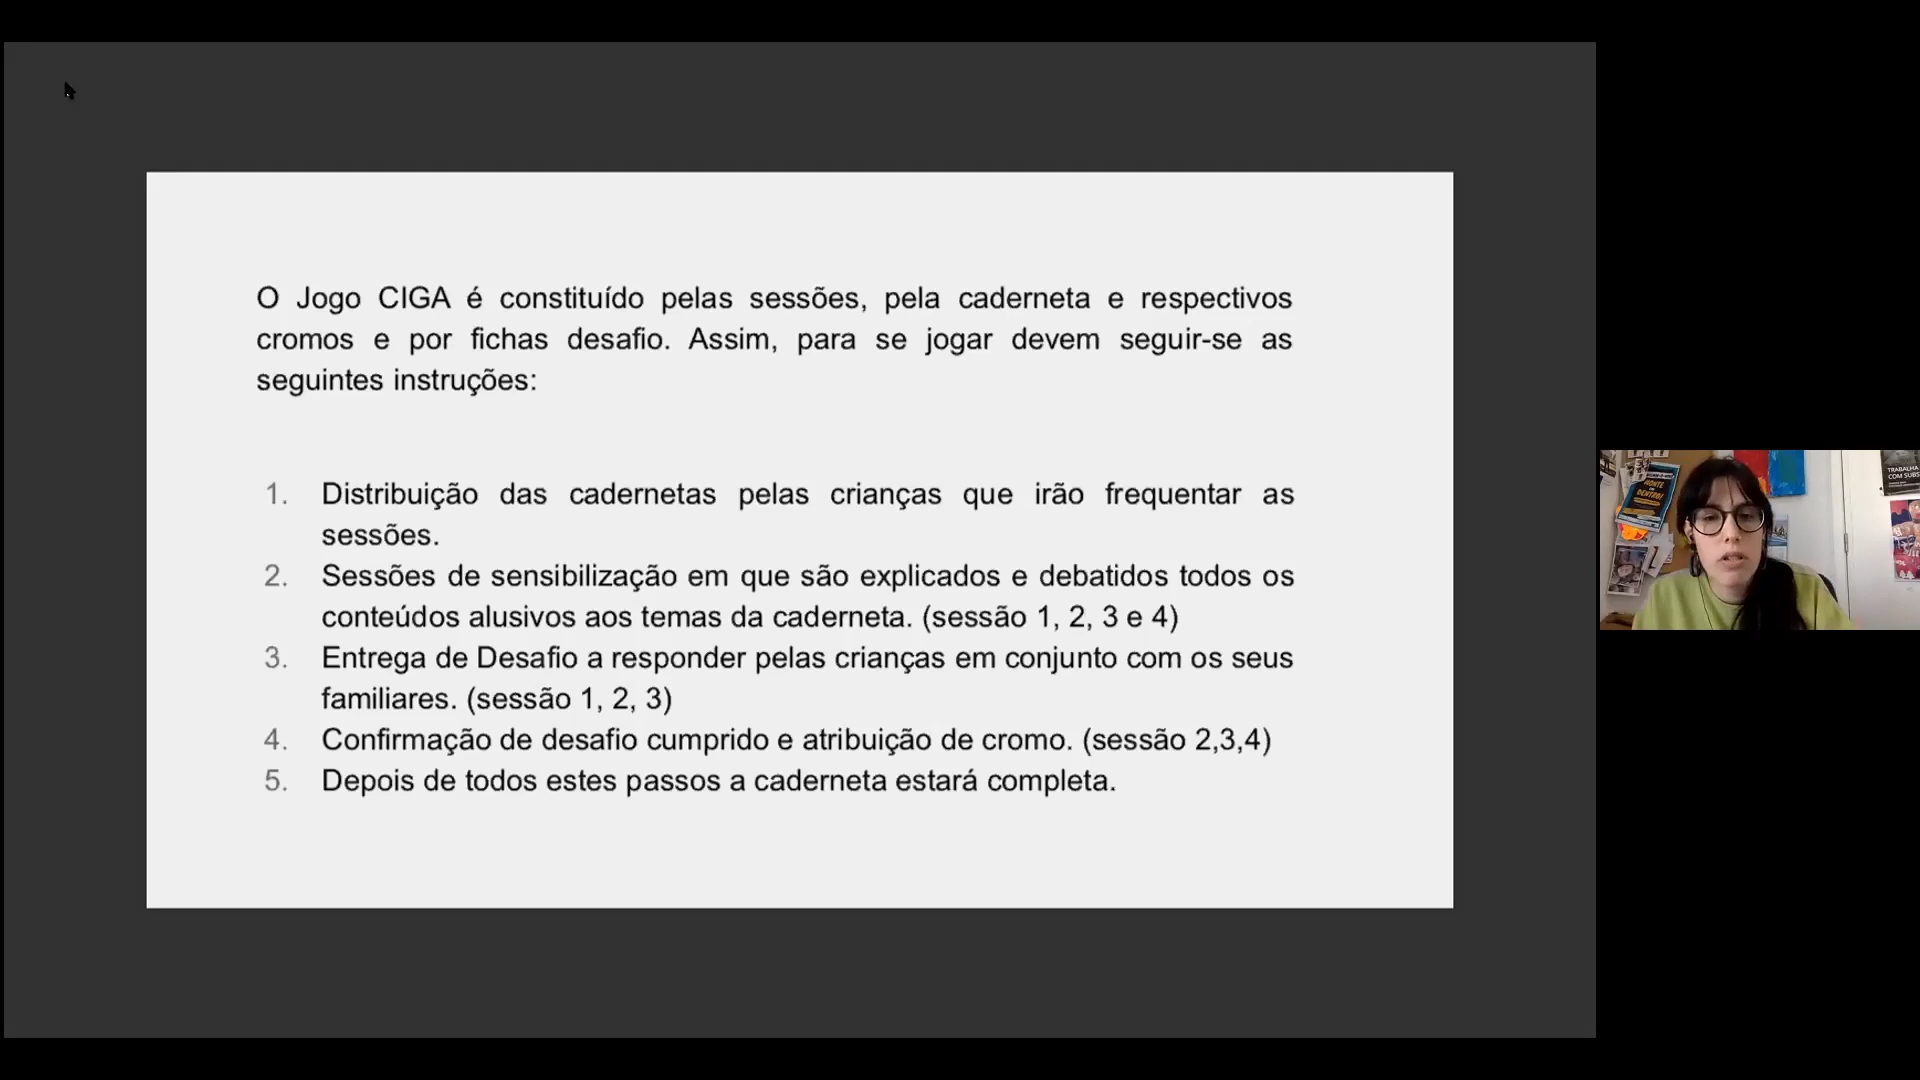 O Jogo CIGA é constituído pelas sessões, pela caderneta e respectivos
cromos e por fichas desafio. Assim, para se jogar devem seguir-se as
seguintes instruções:
1. Distribuição das cadernetas pelas crianças que irão frequentar as
sessões.
2. Sessões de sensibilização em que são explicados e debatidos todos os
conteúdos alusivos aos temas da caderneta. (sessão 1, 2, 3 e 4)
3. Entrega de Desafio a responder pelas crianças em conjunto com os seus
familiares. (sessão 1, 2, 3)
4. Confirmação de desafio cumprido e atribuição de cromo. (sessão 2,3,4)
5. Depois de todos estes passos a caderneta estará completa.
TRABALHA
COM SUBS